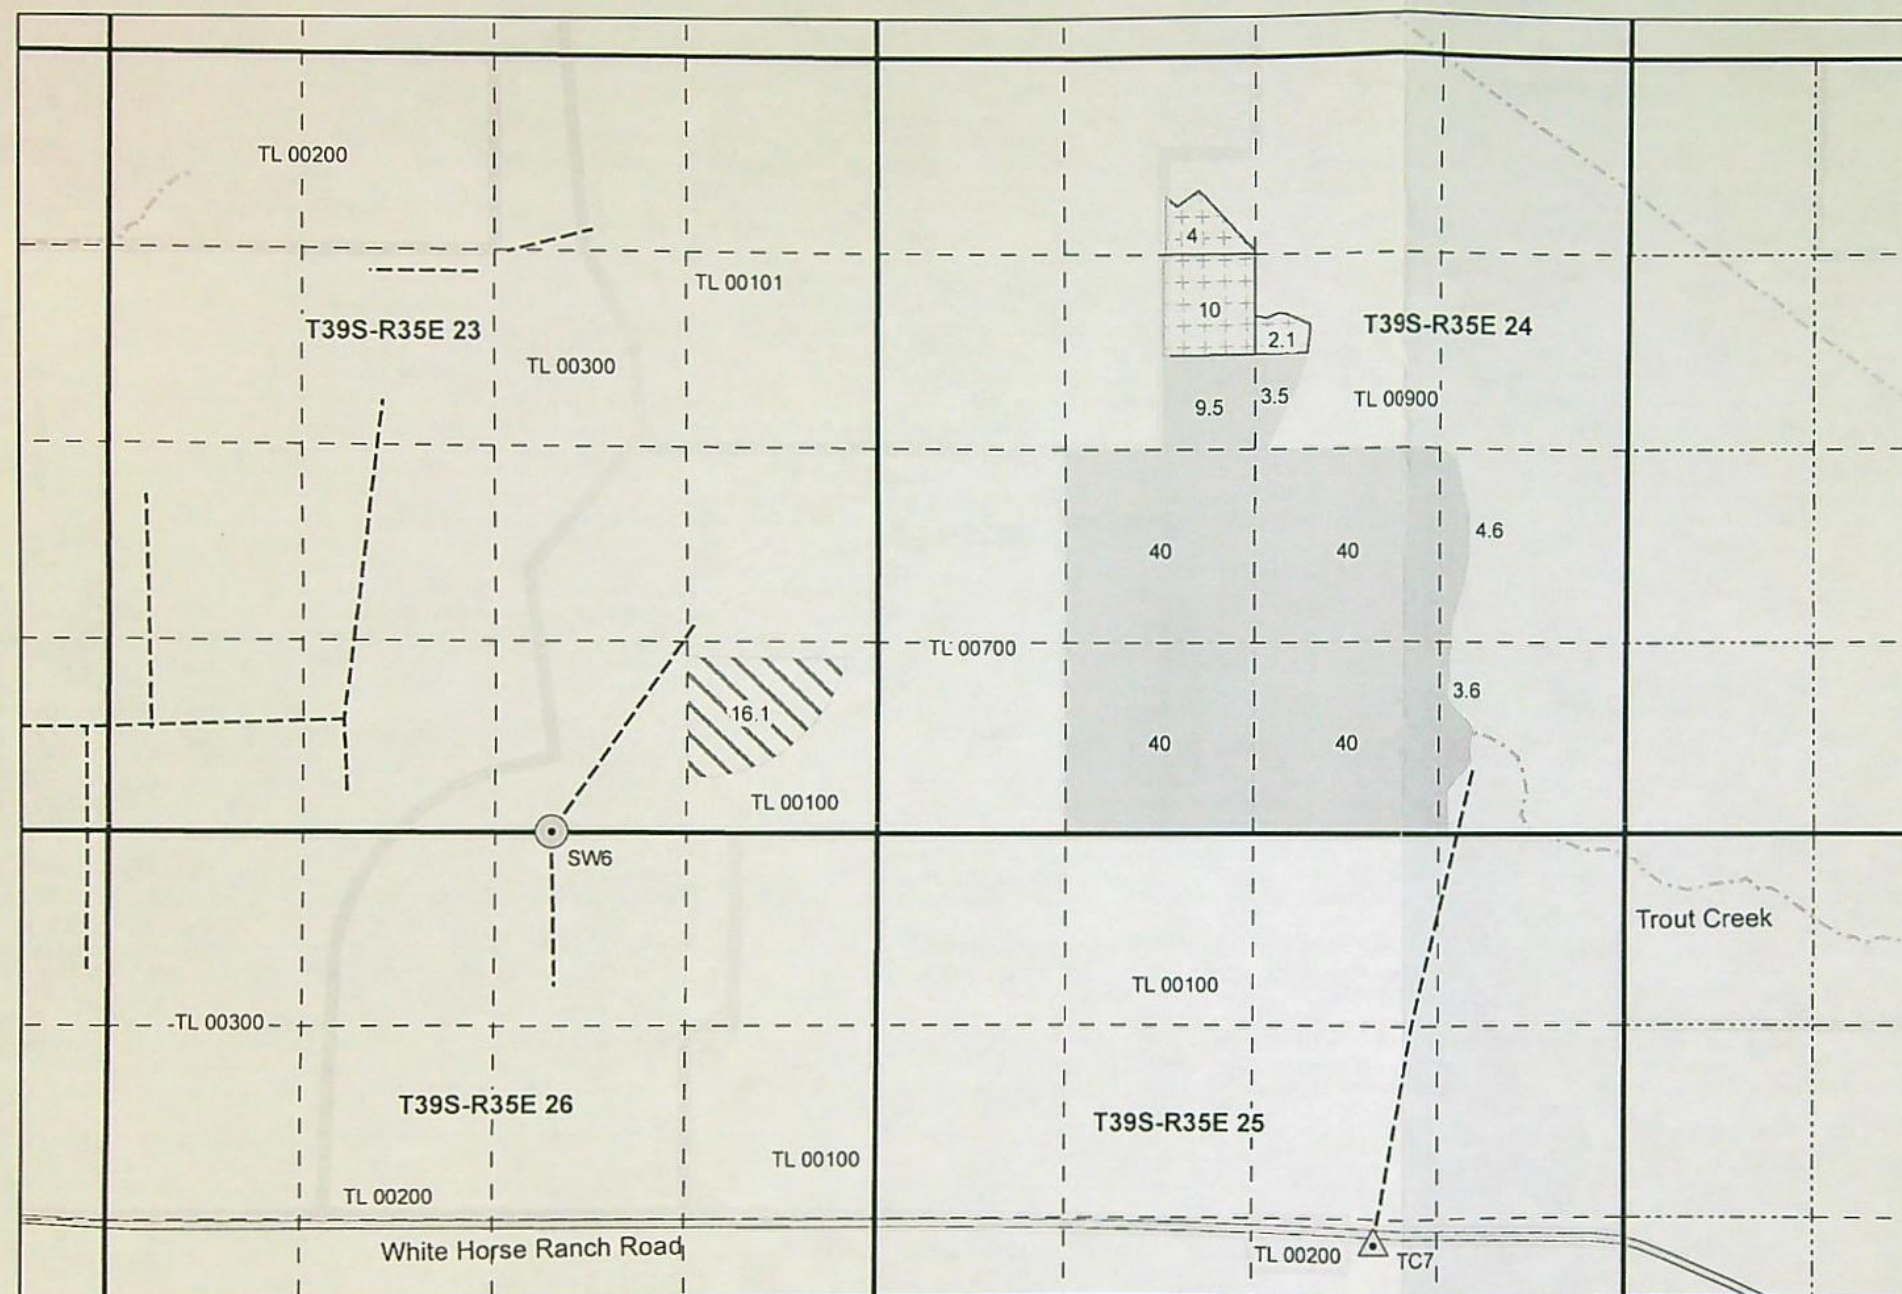 TL 00200
4
TL 00101
10
T39S-R35E 23
T39S-R35E 24
2.1
TL 00300
9.5
3.5
TL 00900
40
40
4.6
TL 00700
3.6
16.1
40
40
TL 00100
SW6
Trout Creek
TL 00100
TL 00300
T39S-R35E 26
T39S-R35E 25
TL 00100
TL 00200
White Horse Ranch Road
TL 00200
TC7